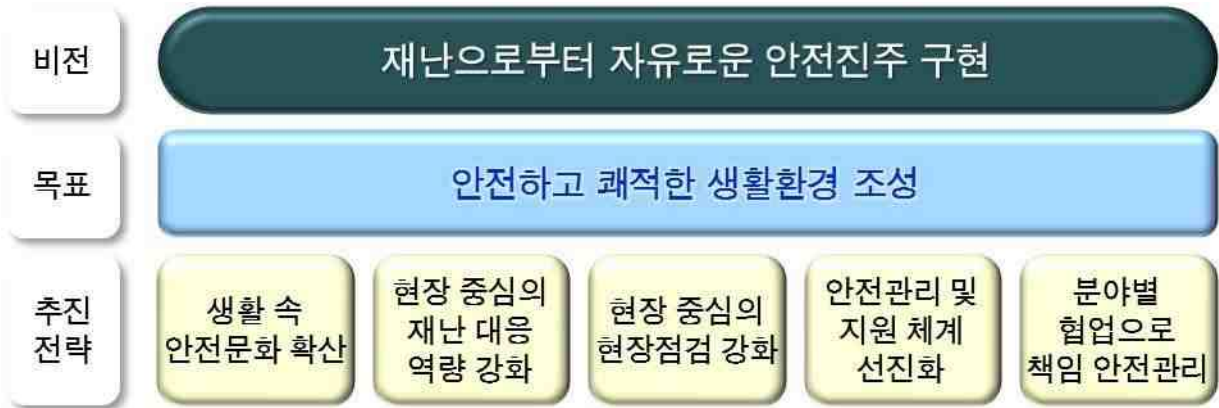 비전
재난으로부터 자유로운 안전진주 구현
목표
안전하고 쾌적한 생활환경 조성
추진
전략
생활 속
안전문화 확산
현장 중심의
재난 대응
역량 강화
현장 중심의
현장점검 강화
안전관리 및
지원 체계
선진화
분야별
협업으로
책임 안전관리